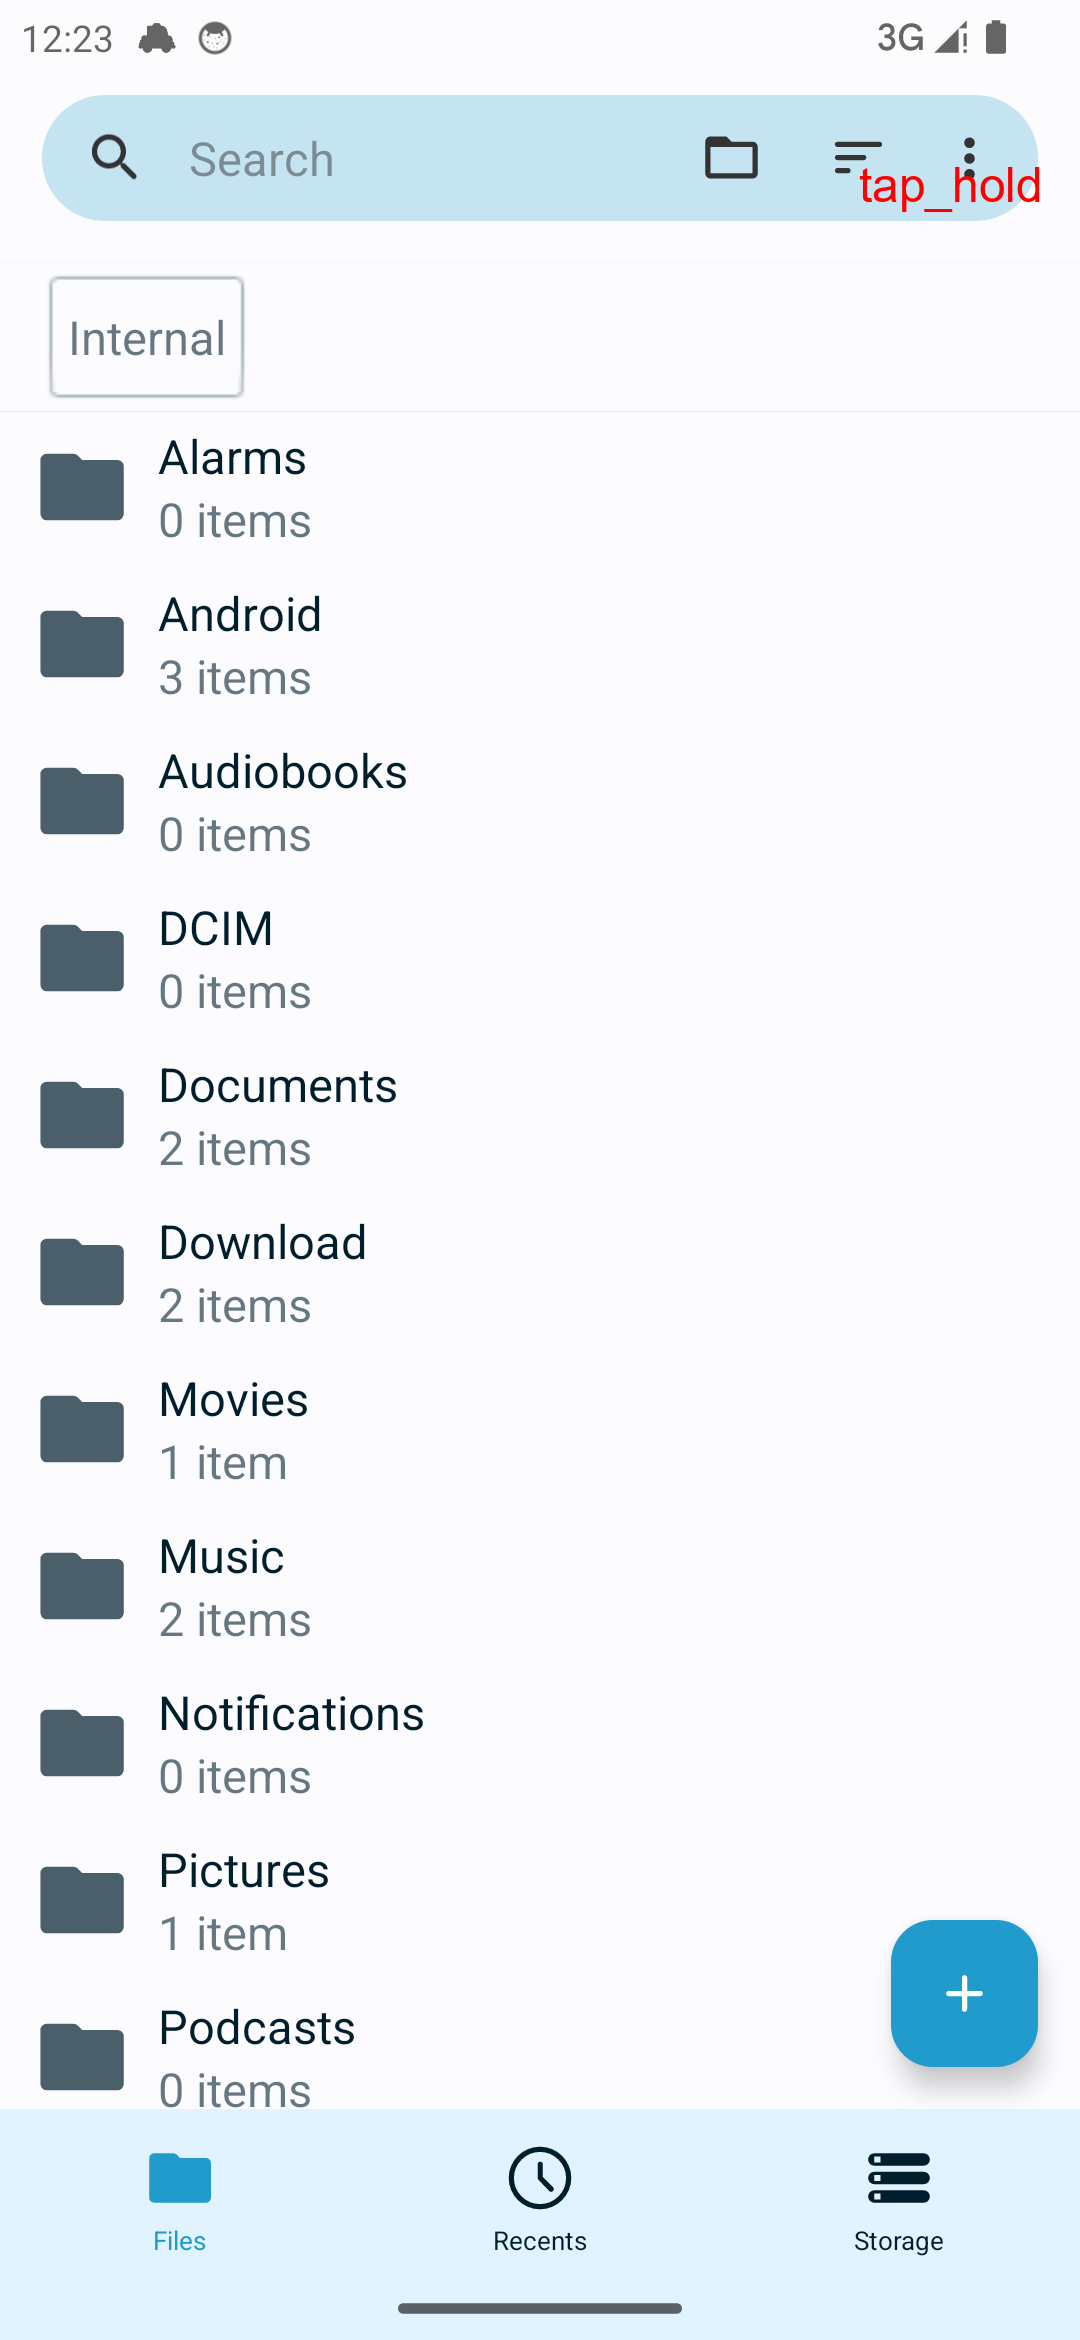 12:23
3G
Search
tap_hold
Internal
Alarms
0 items
Android
3 items
Audiobooks
0 items
DCIM
0 items
Documents
2 items
Download
2 items
Movies
1 item
Music
2 items
Notifications
0 items
Pictures
1 item
Podcasts
0 items
Files
Recents
Storage